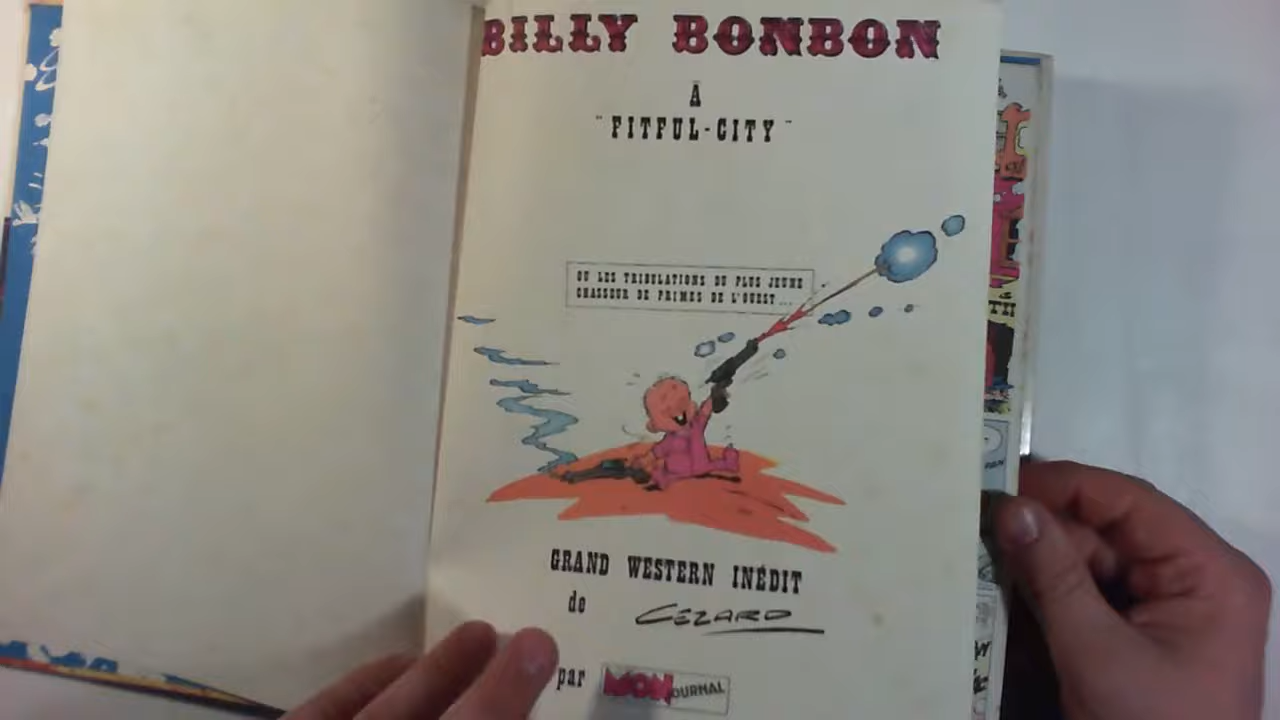 BILLY BONBON
A
"FITFUL-CITY"
OU LES TRIBULATIONS DU PLUS JEUNE
CHASSEUR DE PRIMES DE L'OUEST...
GRAND WESTERN INÉDIT
de CEZARD
par MON JOURNAL